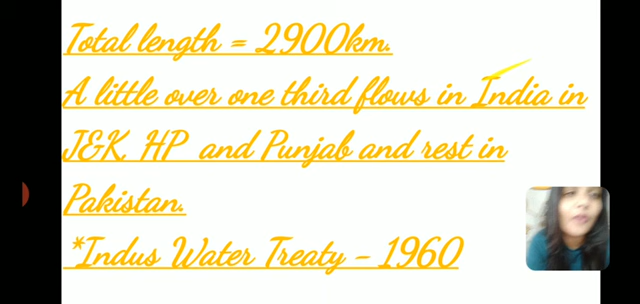 Total length = 2900km.
A little over one third flows in India in
J&K, HP and Punjab and rest in
Pakistan.
*Indus Water Treaty - 1960